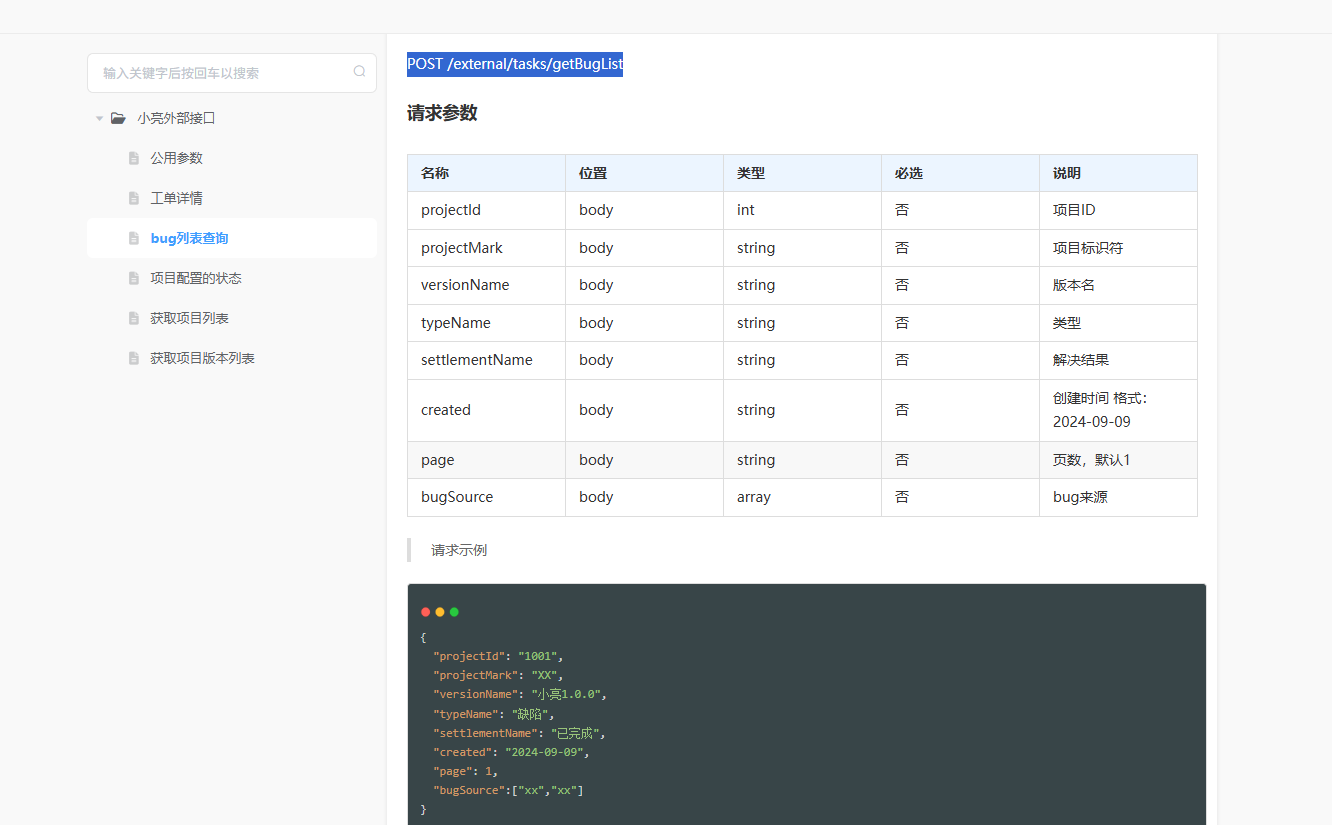 输入关键字后按回车以搜索
小亮外部接口
公用参数
工单详情
bug列表查询
项目配置的状态
获取项目列表
获取项目版本列表
POST /external/tasks/getBugList
请求参数
名称 位置 类型 必选 说明
projectId body int 否 项目ID
projectMark body string 否 项目标识符
versionName body string 否 版本名
typeName body string 否 类型
settlementName body string 否 解决结果
created body string 否 创建时间 格式：
2024-09-09
page body string 否 页数，默认1
bugSource body array 否 bug来源
请求示例
{
"projectId": "1001",
"projectMark": "XX",
"versionName": "小亮1.0.0",
"typeName": "缺陷",
"settlementName": "已完成",
"created": "2024-09-09",
"page": 1,
"bugSource":["xx","xx"]
}